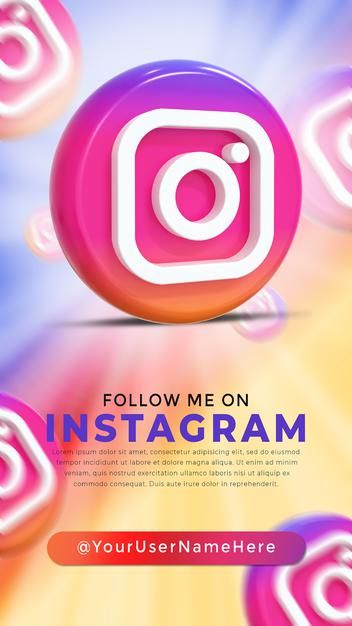 FOLLOW ME ON
INSTAGRAM
Lorem ipsum dolor sit amet, consectetur adipiscing elit, sed do eiusmod
tempor incididunt ut labore et dolore magna aliqua. Ut enim ad minim
veniam, quis nostrud exercitation ullamco laboris nisi ut aliquip ex ea
commodo consequat. Duis aute irure dolor in reprehenderit.
@YourUserNameHere